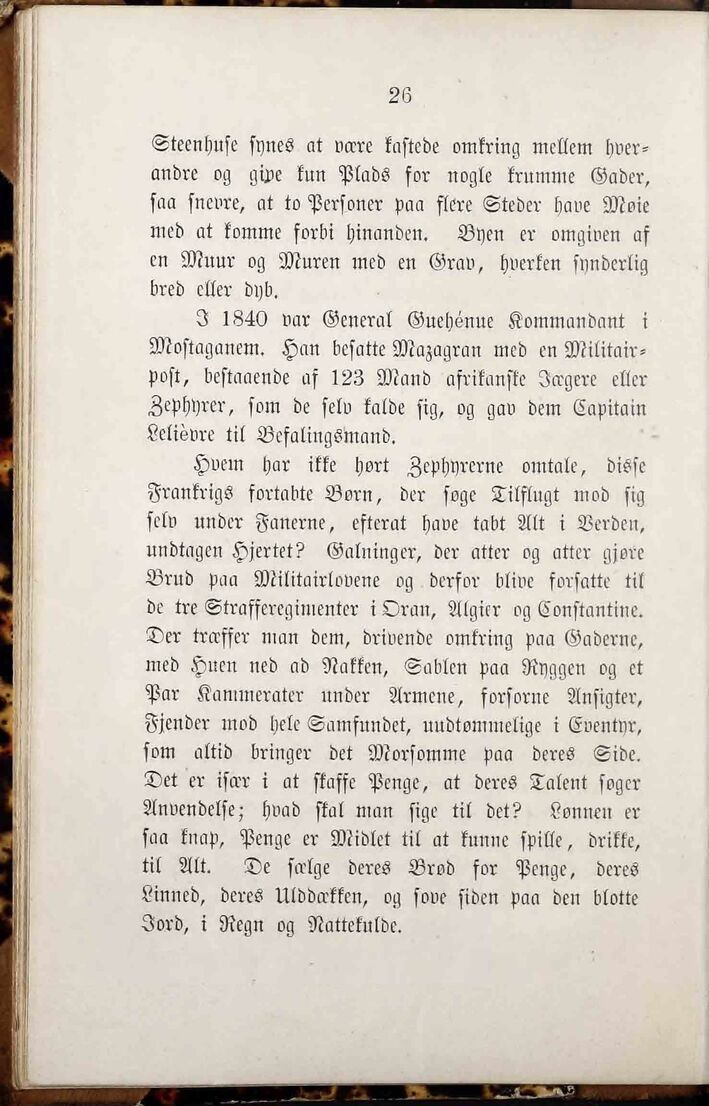 26
Steenhuse synes at være kastede omkring mellem hver-
andre og give kun Plads for nogle krumme Gader,
saa snevre, at to Personer paa flere Steder have Møie
med at komme forbi hinanden. Byen er omgiven af
en Muur og Muren med en Grav, hverken synderlig
bred eller dyb.
I 1840 var General Guehénue Kommandant i
Mostaganem. Han besatte Mazagran med en Militair-
post, bestaaende af 123 Mand afrikanske Jægere eller
Zephyrer, som de selv kalde sig, og gav dem Capitain
Lelièvre til Befalingsmand.
Hvem har ikke hørt Zephyrerne omtale, disse
Frankrigs fortabte Børn, der søge Tilflugt mod sig
selv under Fanerne, efterat have tabt Alt i Verden,
undtagen Hjertet? Galninger, der atter og atter gjøre
Brud paa Militairlovene og derfor blive forsatte til
de tre Strafferegimenter i Oran, Algier og Constantine.
Der træffer man dem, drivende omkring paa Gaderne,
med Huen ned ad Nakken, Sablen paa Ryggen og et
Par Kammerater under Armene, forsorne Ansigter,
Fjender mod hele Samfundet, uudtømmelige i Eventyr,
som altid bringer det Morsomme paa deres Side.
Det er især i at skaffe Penge, at deres Talent søger
Anvendelse; hvad skal man sige til det? Lønnen er
saa knap, Penge er Midlet til at kunne spille, drikke,
til Alt. De sælge deres Brød for Penge, deres
Linned, deres Ulddækken, og sove siden paa den blotte
Jord, i Regn og Nattekulde.